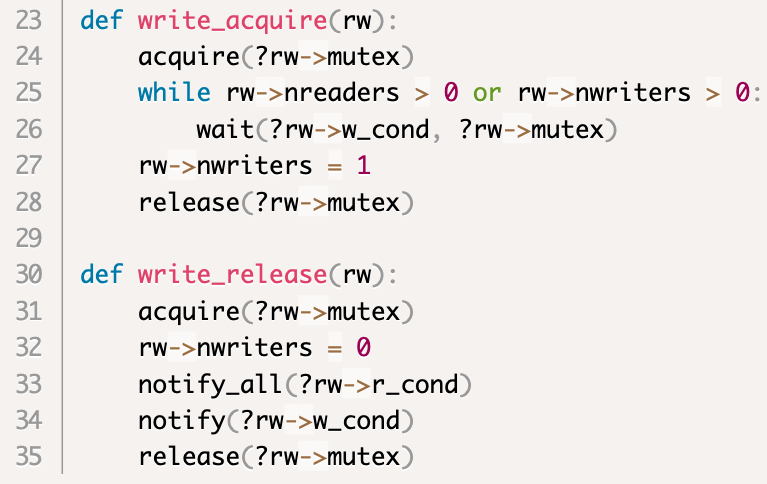 23 def write_acquire(rw):
24     acquire(?rw->mutex)
25     while rw->nreaders > 0 or rw->nwriters > 0:
26         wait(?rw->w_cond, ?rw->mutex)
27     rw->nwriters = 1
28     release(?rw->mutex)
29
30 def write_release(rw):
31     acquire(?rw->mutex)
32     rw->nwriters = 0
33     notify_all(?rw->r_cond)
34     notify(?rw->w_cond)
35     release(?rw->mutex)